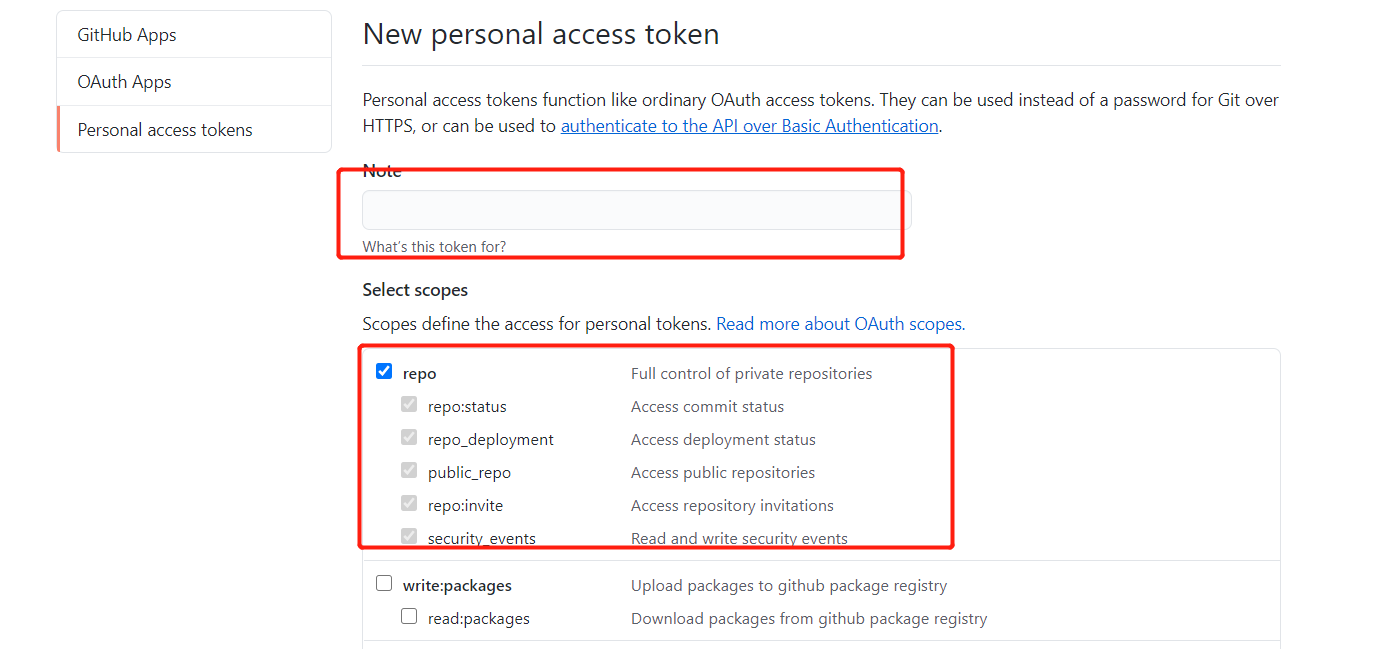 GitHub Apps
OAuth Apps
Personal access tokens
New personal access token
Personal access tokens function like ordinary OAuth access tokens. They can be used instead of a password for Git over
HTTPS, or can be used to authenticate to the API over Basic Authentication.
Note
What's this token for?
Select scopes
Scopes define the access for personal tokens. Read more about OAuth scopes.
repo Full control of private repositories
repo:status Access commit status
repo_deployment Access deployment status
public_repo Access public repositories
repo:invite Access repository invitations
security_events Read and write security events
write:packages Upload packages to github package registry
read:packages Download packages from github package registry